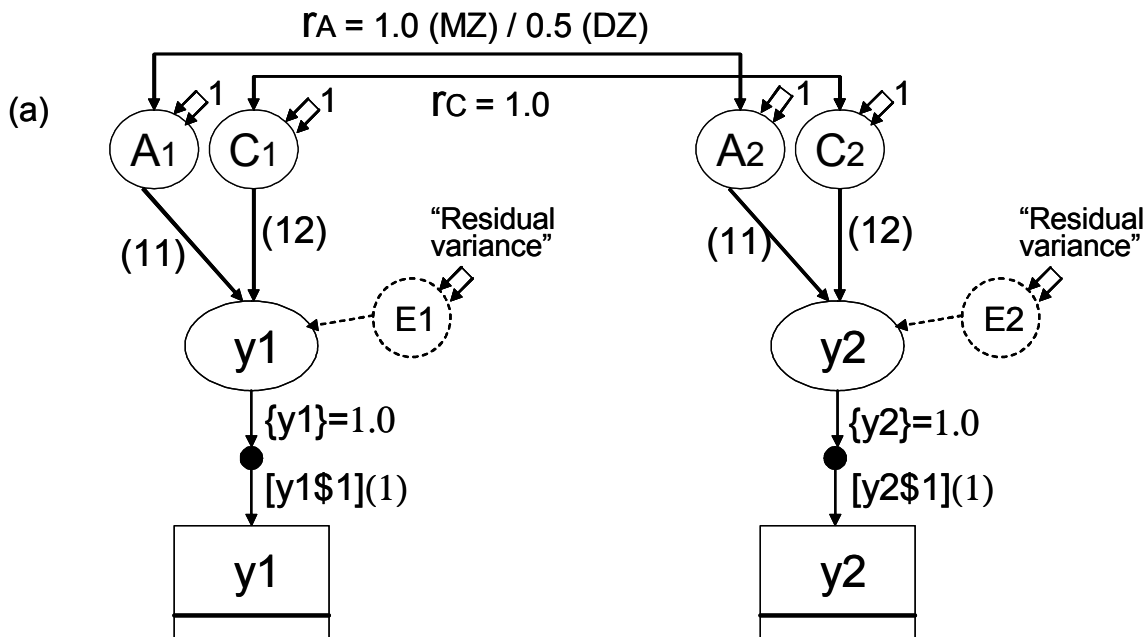 rA = 1.0 (MZ) / 0.5 (DZ)
(a)
1
1
rC = 1.0
1
1
A1
C1
A2
C2
(11)
(12)
“Residual
variance”
(11)
(12)
“Residual
variance”
y1
E1
y2
E2
{y1}=1.0
{y2}=1.0
[y1$1](1)
[y2$1](1)
y1
y2